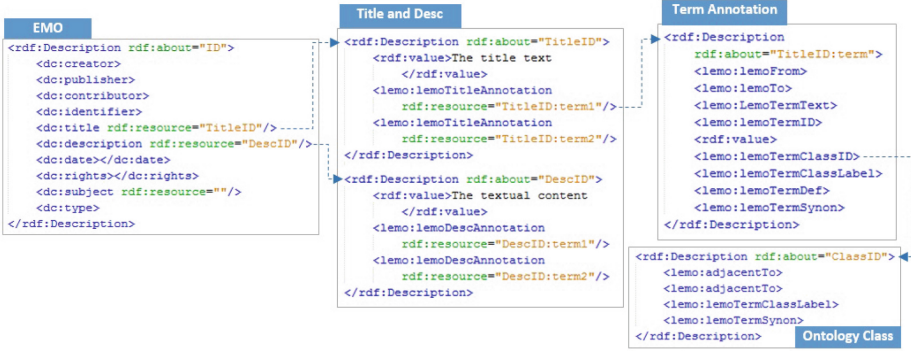 EMO
<rdf:Description rdf:about="ID">
<dc:creator>
<dc:publisher>
<dc:contributor>
<dc:identifier>
<dc:title rdf:resource="TitleID"/>
<dc:description rdf:resource="DescID"/>
<dc:date></dc:date>
<dc:rights></dc:rights>
<dc:subject rdf:resource=""/>
<dc:type>
</rdf:Description>
Title and Desc
<rdf:Description rdf:about="TitleID">
<rdf:value>The title text
</rdf:value>
<lemo:lemoTitleAnnotation
rdf:resource="TitleID:term1"/>
<lemo:lemoTitleAnnotation
rdf:resource="TitleID:term2"/>
</rdf:Description>
<rdf:Description rdf:about="DescID">
<rdf:value>The textual content
</rdf:value>
<lemo:lemoDescAnnotation
rdf:resource="DescID:term1"/>
<lemo:lemoDescAnnotation
rdf:resource="DescID:term2"/>
</rdf:Description>
Term Annotation
<rdf:Description
rdf:about="TitleID:term">
<lemo:lemoFrom>
<lemo:lemoTo>
<lemo:LemoTermText>
<lemo:lemoTermID>
<rdf:value>
<lemo:lemoTermClassID>
<lemo:lemoTermClassLabel>
<lemo:lemoTermDef>
<lemo:lemoTermSynon>
</rdf:Description>
<rdf:Description rdf:about="ClassID">
<lemo:adjacentTo>
<lemo:adjacentTo>
<lemo:lemoTermClassLabel>
<lemo:lemoTermSynon>
</rdf:Description>
Ontology Class